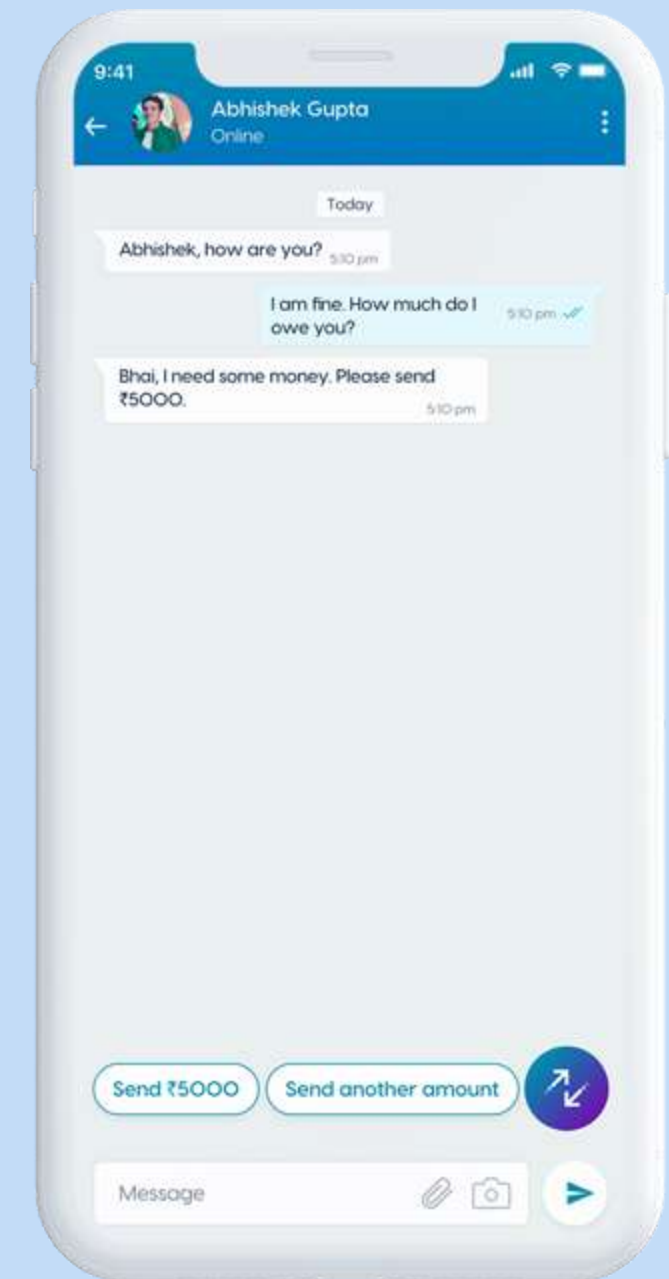 9:41
Abhishek Gupta
Online
Today
Abhishek, how are you? 5:10 pm
I am fine. How much do I
owe you?
5:10 pm
Bhai, I need some money. Please send
₹5000.
5:10 pm
Send ₹5000
Send another amount
Message